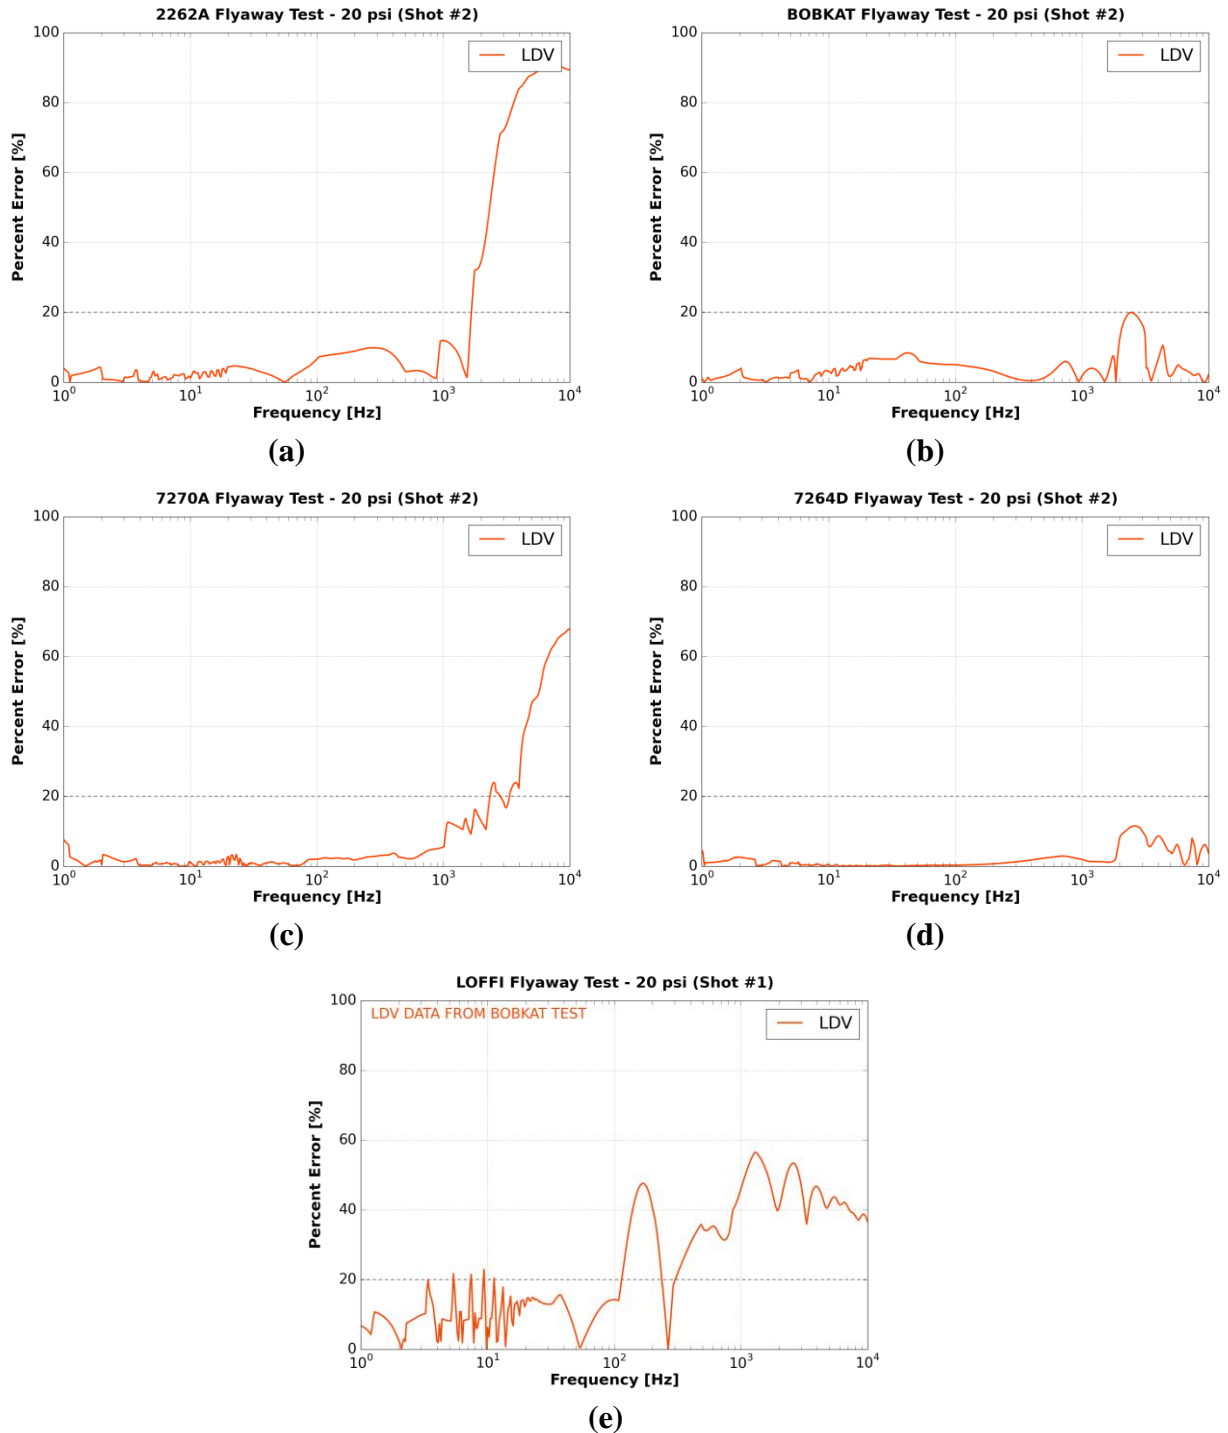 2262A Flyaway Test - 20 psi (Shot #2)
100
80
60
40
20
0
Percent Error [%]
LDV
10^0
10^1
10^2
10^3
10^4
Frequency [Hz]
(a)
BOBKAT Flyaway Test - 20 psi (Shot #2)
100
80
60
40
20
0
Percent Error [%]
LDV
10^0
10^1
10^2
10^3
10^4
Frequency [Hz]
(b)
7270A Flyaway Test - 20 psi (Shot #2)
100
80
60
40
20
0
Percent Error [%]
LDV
10^0
10^1
10^2
10^3
10^4
Frequency [Hz]
(c)
7264D Flyaway Test - 20 psi (Shot #2)
100
80
60
40
20
0
Percent Error [%]
LDV
10^0
10^1
10^2
10^3
10^4
Frequency [Hz]
(d)
LOFFI Flyaway Test - 20 psi (Shot #1)
LDV DATA FROM BOBKAT TEST
100
80
60
40
20
0
Percent Error [%]
LDV
10^0
10^1
10^2
10^3
10^4
Frequency [Hz]
(e)